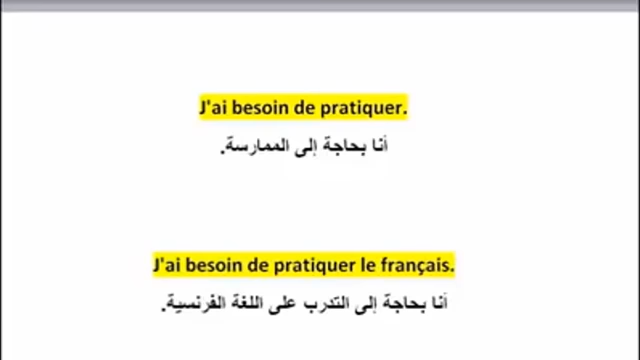 J'ai besoin de pratiquer.
أنا بحاجة إلى الممارسة.
J'ai besoin de pratiquer le français.
أنا بحاجة إلى التدرب على اللغة الفرنسية.